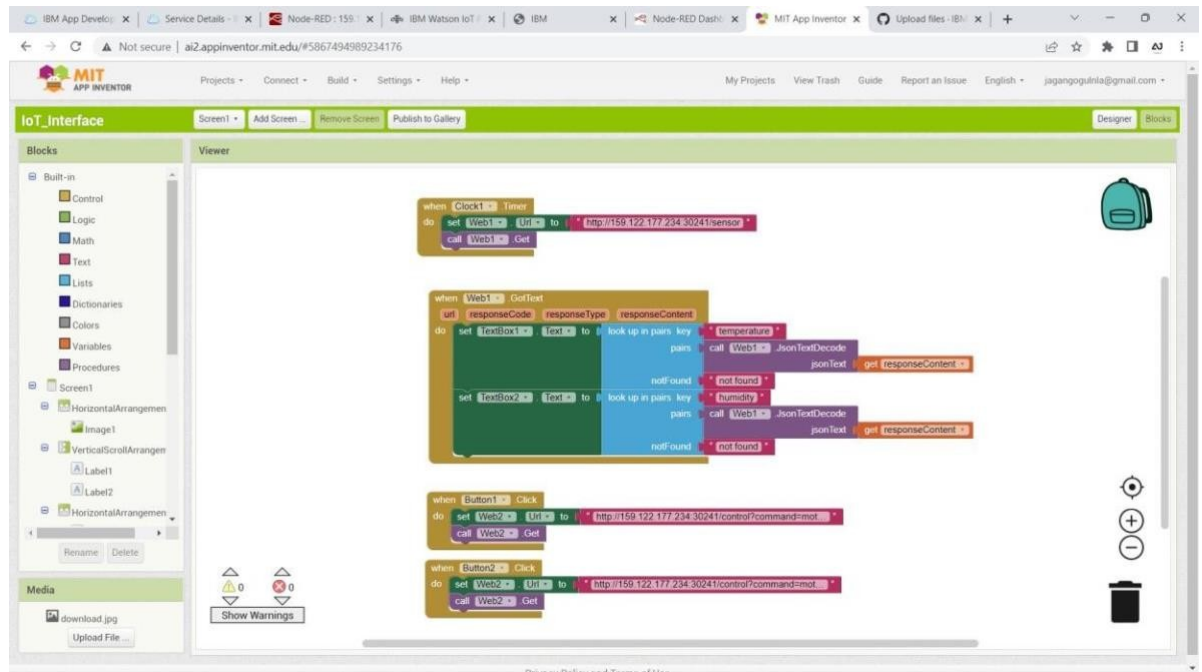 IBM App Develop
Service Details - I
Node-RED : 159.1
IBM Watson IoT
IBM
Node-RED Dash
MIT App Inventor
Upload files · IBM
Not secure | ai2.appinventor.mit.edu/#5867494989234176
MIT
APP INVENTOR
Projects
Connect
Build
Settings
Help
My Projects
View Trash
Guide
Report an Issue
English
jagangogulnla@gmail.com
IoT_Interface
Screen1
Add Screen ...
Remove Screen
Publish to Gallery
Designer
Blocks
Blocks
Viewer
Built-in
Control
Logic
Math
Text
Lists
Dictionaries
Colors
Variables
Procedures
Screen1
HorizontalArrangemen
Image1
VerticalScrollArrangem
Label1
Label2
HorizontalArrangemen
Rename
Delete
Media
download.jpg
Upload File ...
when Clock1 .Timer
do set Web1 . Url to " http://159.122.177.234:30241/sensor "
call Web1 .Get
when Web1 .GotText
url responseCode responseType responseContent
do set TextBox1 . Text to look up in pairs key " temperature "
pairs call Web1 .JsonTextDecode
jsonText get responseContent
notFound " not found "
set TextBox2 . Text to look up in pairs key " humidity "
pairs call Web1 .JsonTextDecode
jsonText get responseContent
notFound " not found "
when Button1 .Click
do set Web2 . Url to " http://159.122.177.234:30241/control?command=mot... "
call Web2 .Get
when Button2 .Click
do set Web2 . Url to " http://159.122.177.234:30241/control?command=mot... "
call Web2 .Get
0
0
Show Warnings
Privacy Policy and Terms of Use